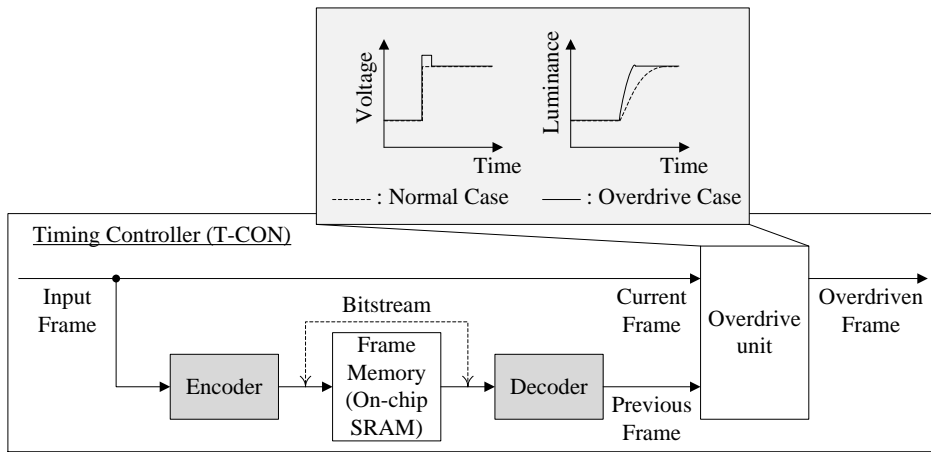 Voltage
Time
Luminance
Time
: Normal Case
: Overdrive Case
Timing Controller (T-CON)
Input
Frame
Bitstream
Current
Frame
Overdrive
unit
Overdriven
Frame
Encoder
Frame
Memory
(On-chip
SRAM)
Decoder
Previous
Frame